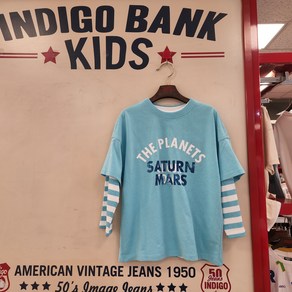 INDIGO BANK
KIDS
THE PLANETS
SATURN
MARS
AMERICAN VINTAGE JEANS 1950
50's Image Jeans
50
INDIGO